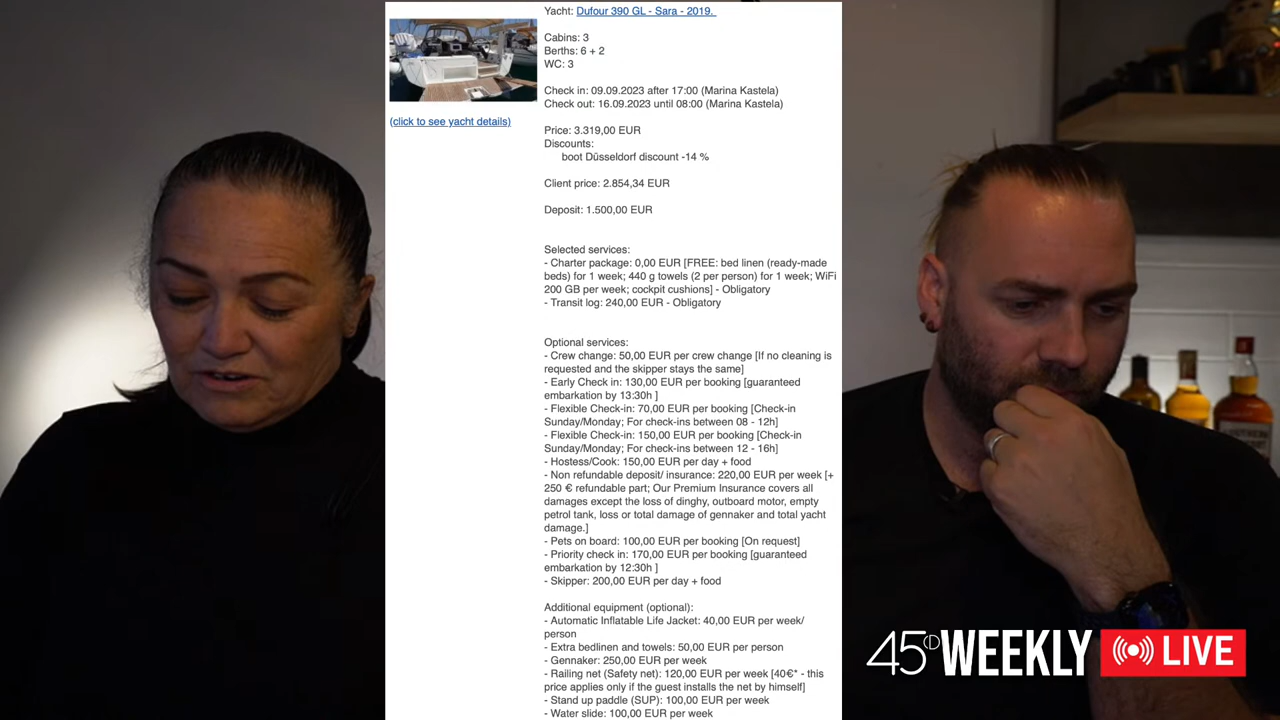 Yacht: Dufour 390 GL - Sara - 2019.
Cabins: 3
Berths: 6 + 2
WC: 3
Check in: 09.09.2023 after 17:00 (Marina Kastela)
Check out: 16.09.2023 until 08:00 (Marina Kastela)
(click to see yacht details)
Price: 3.319,00 EUR
Discounts:
boot Düsseldorf discount -14 %
Client price: 2.854,34 EUR
Deposit: 1.500,00 EUR
Selected services:
- Charter package: 0,00 EUR [FREE: bed linen (ready-made
beds) for 1 week; 440 g towels (2 per person) for 1 week; WiFi
200 GB per week; cockpit cushions] - Obligatory
- Transit log: 240,00 EUR - Obligatory
Optional services:
- Crew change: 50,00 EUR per crew change [If no cleaning is
requested and the skipper stays the same]
- Early Check in: 130,00 EUR per booking [guaranteed
embarkation by 13:30h ]
- Flexible Check-in: 70,00 EUR per booking [Check-in
Sunday/Monday; For check-ins between 08 - 12h]
- Flexible Check-in: 150,00 EUR per booking [Check-in
Sunday/Monday; For check-ins between 12 - 16h]
- Hostess/Cook: 150,00 EUR per day + food
- Non refundable deposit/ insurance: 220,00 EUR per week [+
250 € refundable part; Our Premium Insurance covers all
damages except the loss of dinghy, outboard motor, empty
petrol tank, loss or total damage of gennaker and total yacht
damage.]
- Pets on board: 100,00 EUR per booking [On request]
- Priority check in: 170,00 EUR per booking [guaranteed
embarkation by 12:30h ]
- Skipper: 200,00 EUR per day + food
Additional equipment (optional):
- Automatic Inflatable Life Jacket: 40,00 EUR per week/
person
- Extra bedlinen and towels: 50,00 EUR per person
- Gennaker: 250,00 EUR per week
- Railing net (Safety net): 120,00 EUR per week [40€* - this
price applies only if the guest installs the net by himself]
- Stand up paddle (SUP): 100,00 EUR per week
- Water slide: 100,00 EUR per week
45CD WEEKLY LIVE